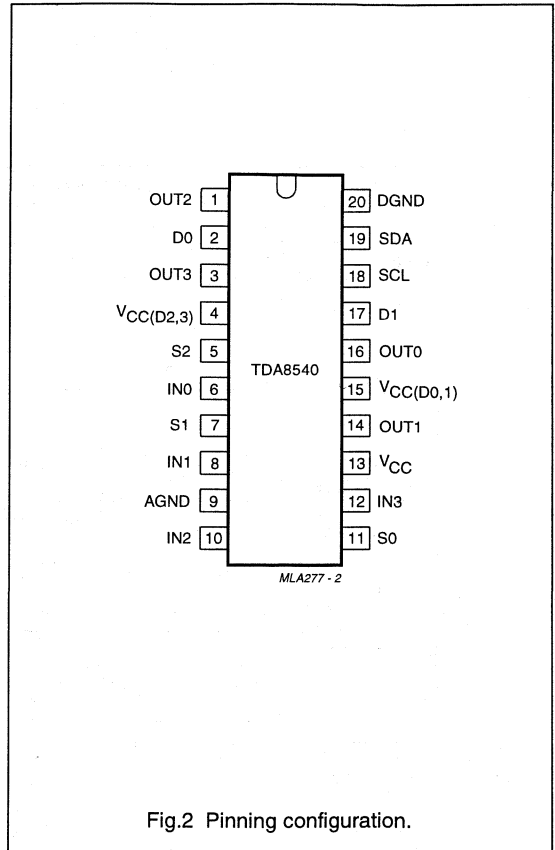 OUT2 1 20 DGND
D0 2 19 SDA
OUT3 3 18 SCL
VCC(D2,3) 4 17 D1
S2 5 16 OUT0
TDA8540
IN0 6 15 VCC(D0,1)
S1 7 14 OUT1
IN1 8 13 VCC
AGND 9 12 IN3
IN2 10 11 S0
MLA277 - 2
Fig.2 Pinning configuration.